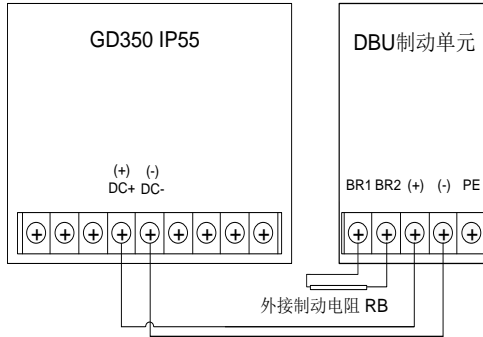 GD350 IP55
DBU制动单元
(+) (-)
DC+ DC-
BR1 BR2 (+) (-) PE
外接制动电阻 RB